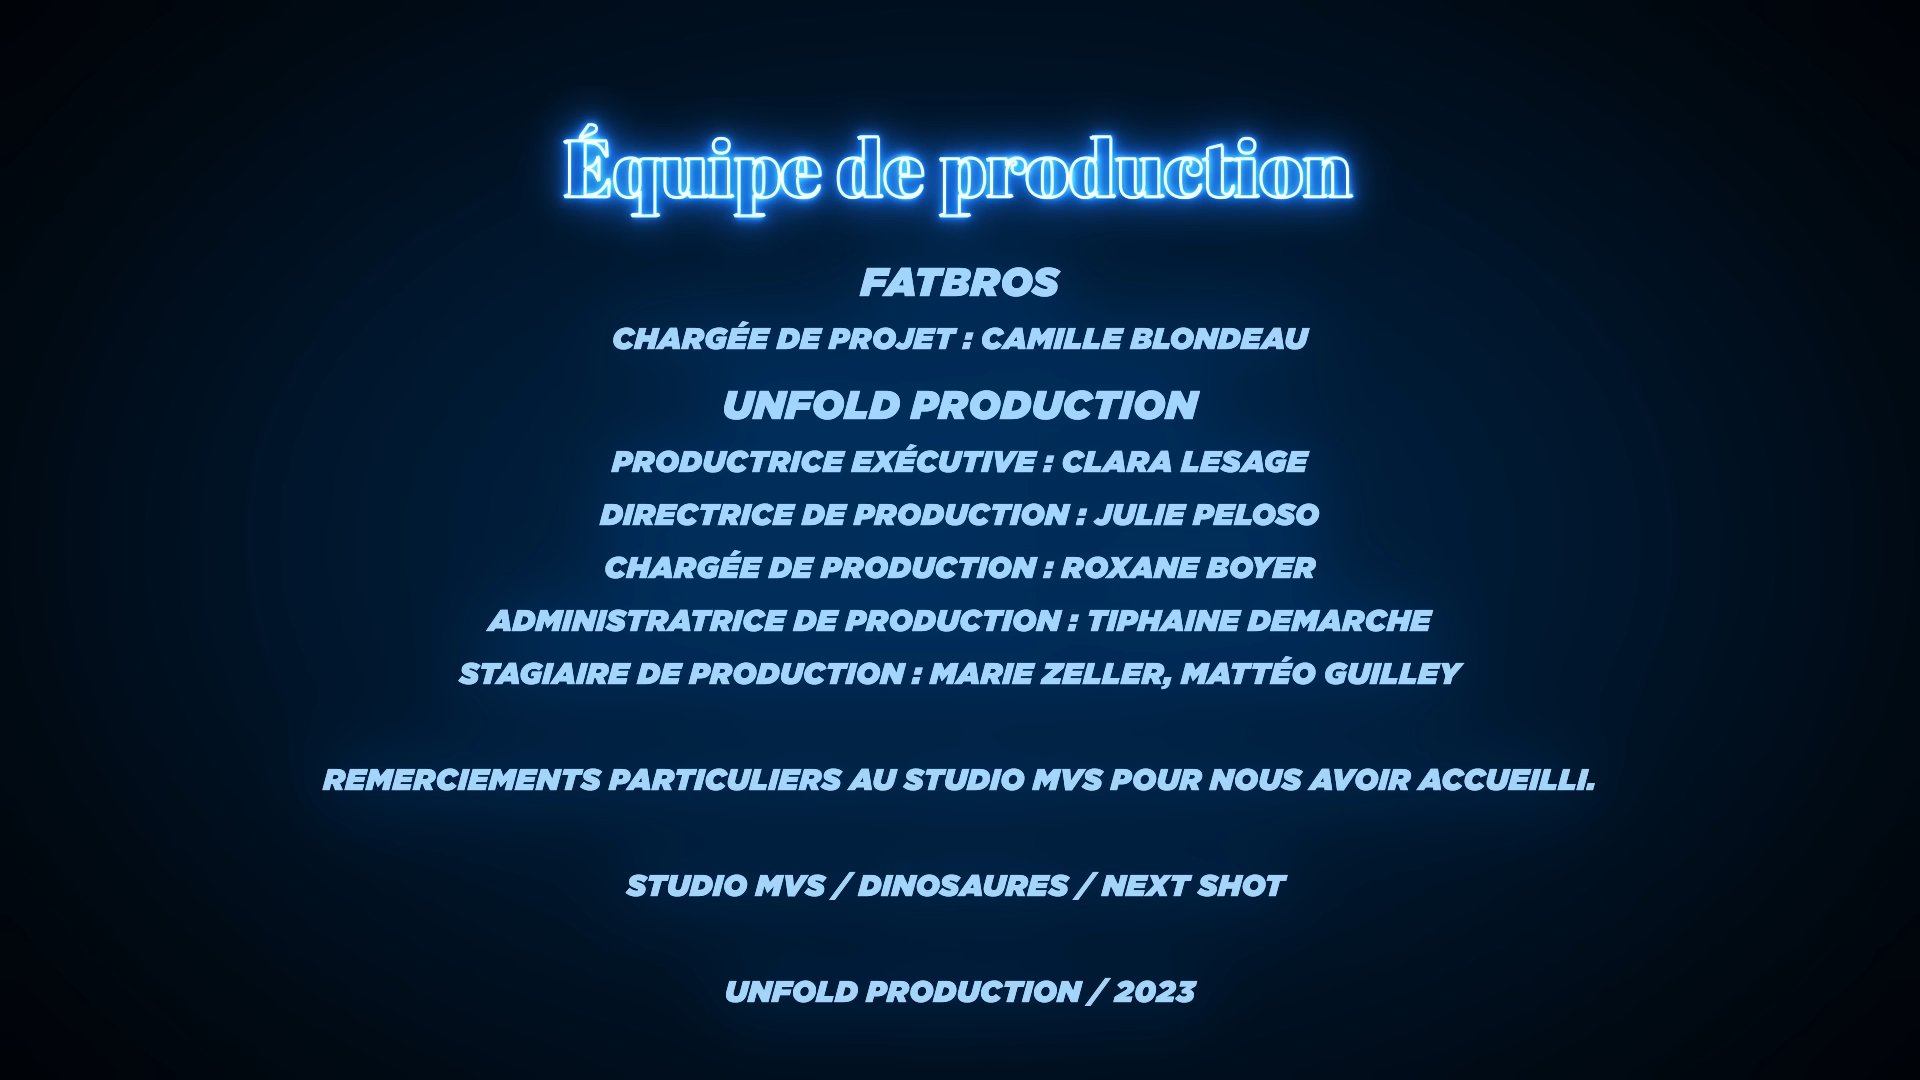 Équipe de production
FATBROS
CHARGÉE DE PROJET : CAMILLE BLONDEAU
UNFOLD PRODUCTION
PRODUCTRICE EXÉCUTIVE : CLARA LESAGE
DIRECTRICE DE PRODUCTION : JULIE PELOSO
CHARGÉE DE PRODUCTION : ROXANE BOYER
ADMINISTRATRICE DE PRODUCTION : TIPHAINE DEMARCHE
STAGIAIRE DE PRODUCTION : MARIE ZELLER, MATTÉO GUILLEY
REMERCIEMENTS PARTICULIERS AU STUDIO MVS POUR NOUS AVOIR ACCUEILLI.
STUDIO MVS / DINOSAURES / NEXT SHOT
UNFOLD PRODUCTION / 2023